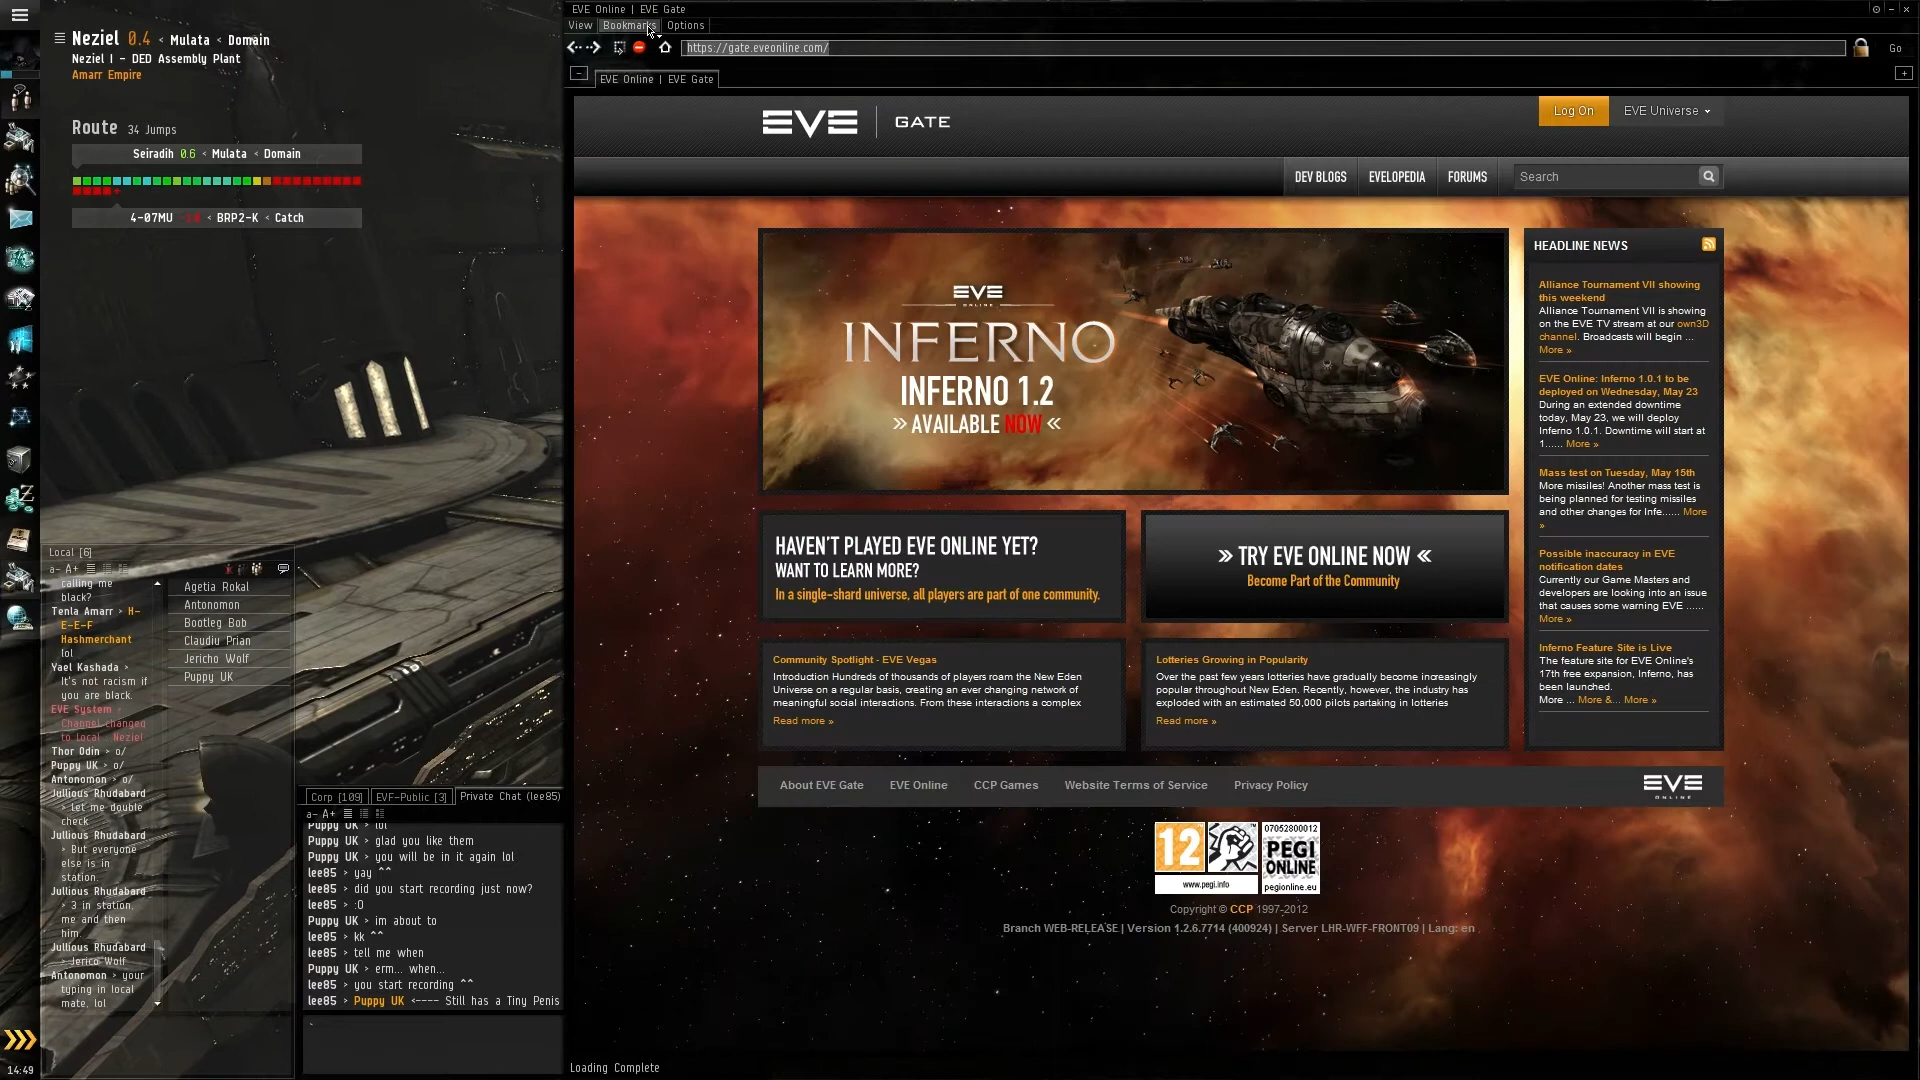 Neziel 0.4 < Mulata < Domain
Neziel I - DED Assembly Plant
Amarr Empire
Route 34 Jumps
Seiradih 0.6 < Mulata < Domain
4-07MU < BRP2-K < Catch
EVE Online | EVE Gate
View Bookmarks Options
https://gate.eveonline.com/
Go
EVE Online | EVE Gate
EVE GATE
Log On EVE Universe
DEV BLOGS EVELOPEDIA FORUMS Search
EVE
ONLINE
INFERNO
INFERNO 1.2
» AVAILABLE NOW «
HAVEN'T PLAYED EVE ONLINE YET?
WANT TO LEARN MORE?
In a single-shard universe, all players are part of one community.
» TRY EVE ONLINE NOW «
Become Part of the Community
Community Spotlight - EVE Vegas
Introduction Hundreds of thousands of players roam the New Eden
Universe on a regular basis, creating an ever changing network of
meaningful social interactions. From these interactions a complex
Read more »
Lotteries Growing in Popularity
Over the past few years lotteries have gradually become increasingly
popular throughout New Eden. Recently, however, the industry has
exploded with an estimated 50,000 pilots partaking in lotteries
Read more »
HEADLINE NEWS
Alliance Tournament VII showing
this weekend
Alliance Tournament VII is showing
on the EVE TV stream at our own3D
channel. Broadcasts will begin ...
More »
EVE Online: Inferno 1.0.1 to be
deployed on Wednesday, May 23
During an extended downtime
today, May 23, we will deploy
Inferno 1.0.1. Downtime will start at
1...... More »
Mass test on Tuesday, May 15th
More missiles! Another mass test is
being planned for testing missiles
and other changes for Infe...... More
»
Possible inaccuracy in EVE
notification dates
Currently our Game Masters and
developers are looking into an issue
that causes some warning EVE ......
More »
Inferno Feature Site is Live
The feature site for EVE Online's
17th free expansion, Inferno, has
been launched.
More ... More &... More »
About EVE Gate EVE Online CCP Games Website Terms of Service Privacy Policy
EVE
ONLINE
12
www.pegi.info
07052800012
PEGI
ONLINE
pegionline.eu
Copyright © CCP 1997-2012
Branch WEB-RELEASE | Version 1.2.6.7714 (400924) | Server LHR-WFF-FRONT09 | Lang: en
Loading Complete
Local [6]
a- A+
calling me
black?
Tenla Amarr > H-
E-E-F
Hashmerchant
lol
Yael Kashada >
It's not racism if
you are black.
EVE System >
Channel changed
to Local : Neziel
Thor Odin > o/
Puppy UK > o/
Antonomon > o/
Jullious Rhudabard
> let me double
check
Jullious Rhudabard
> But everyone
else is in
station.
Jullious Rhudabard
> 3 in station,
me and then
him.
Jullious Rhudabard
> Jerico Wolf
Antonomon > your
typing in local
mate, lol
Agetia Rokal
Antonomon
Bootleg Bob
Claudiu Prian
Jericho Wolf
Puppy UK
Corp [109] EVF-Public [3] Private Chat (lee85)
a- A+
Puppy UK > lol
Puppy UK > glad you like them
Puppy UK > you will be in it again lol
lee85 > yay ^^
lee85 > did you start recording just now?
lee85 > :O
Puppy UK > im about to
lee85 > kk ^^
lee85 > tell me when
Puppy UK > erm... when...
lee85 > you start recording ^^
lee85 > Puppy UK <---- Still has a Tiny Penis
14:49